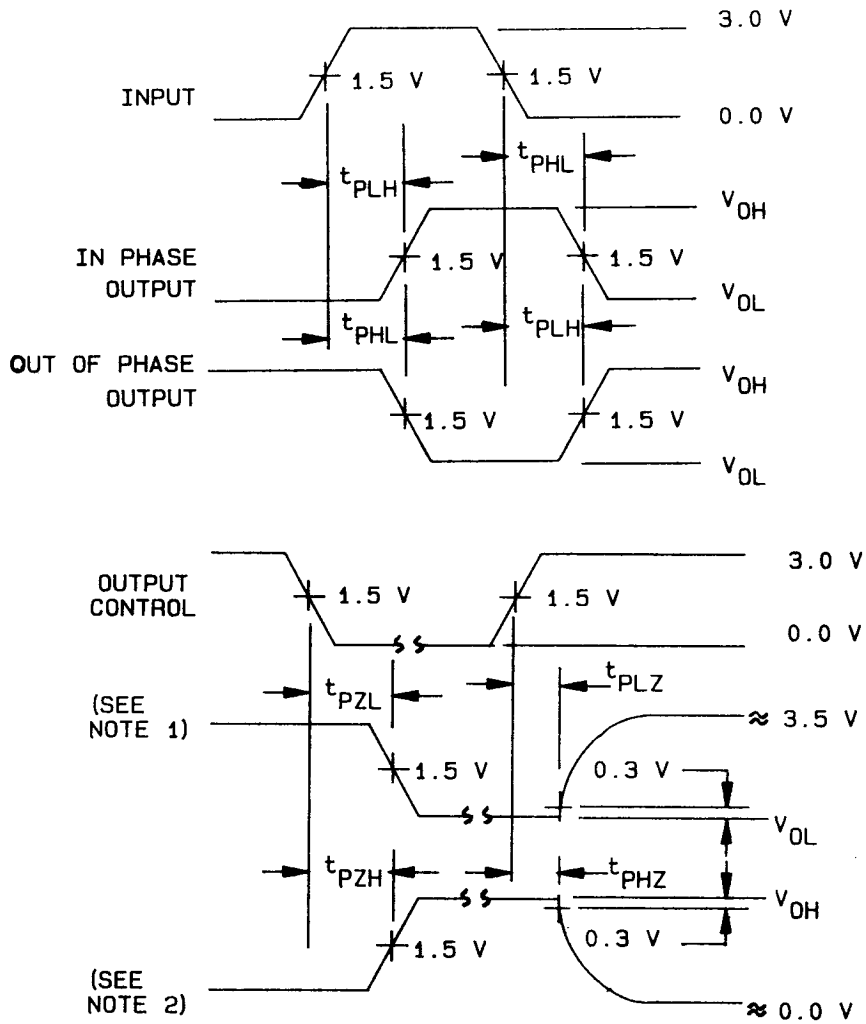 3.0 V
1.5 V
1.5 V
INPUT
0.0 V
tPHL
tPLH
VOH
IN PHASE
OUTPUT
1.5 V
1.5 V
VOL
tPHL
tPLH
OUT OF PHASE
OUTPUT
VOH
1.5 V
1.5 V
VOL
OUTPUT
CONTROL
3.0 V
1.5 V
1.5 V
0.0 V
tPZL
tPLZ
(SEE
NOTE 1)
≈ 3.5 V
1.5 V
0.3 V
VOL
tPZH
tPHZ
VOH
1.5 V
0.3 V
(SEE
NOTE 2)
≈ 0.0 V